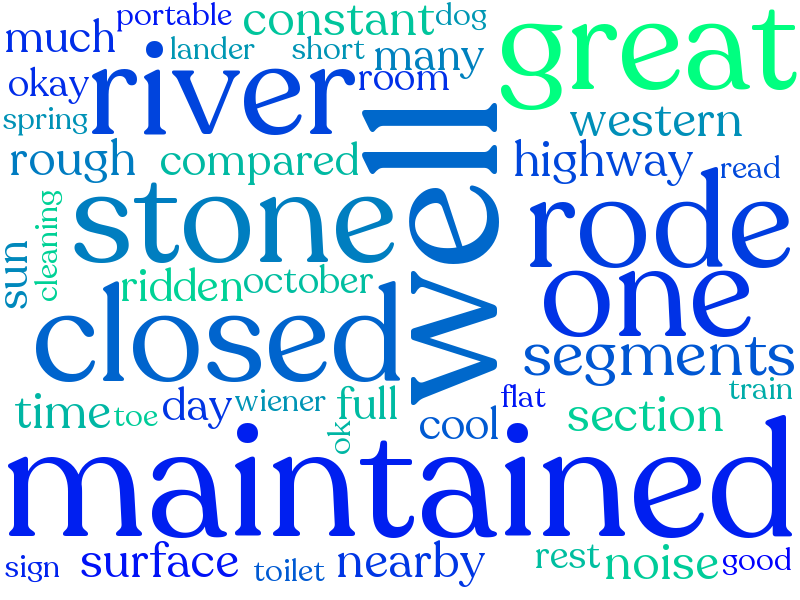 portable
constant
dog
great
much
lander
short
many
okay
river
room
spring
western
rough
compared
well
highway
read
stone
rode
cleaning
sun
ridden
october
one
closed
segments
train
time
toe
day
wiener
full
flat
cool
section
ok
maintained
sign
surface
toilet
nearby
rest
noise
good